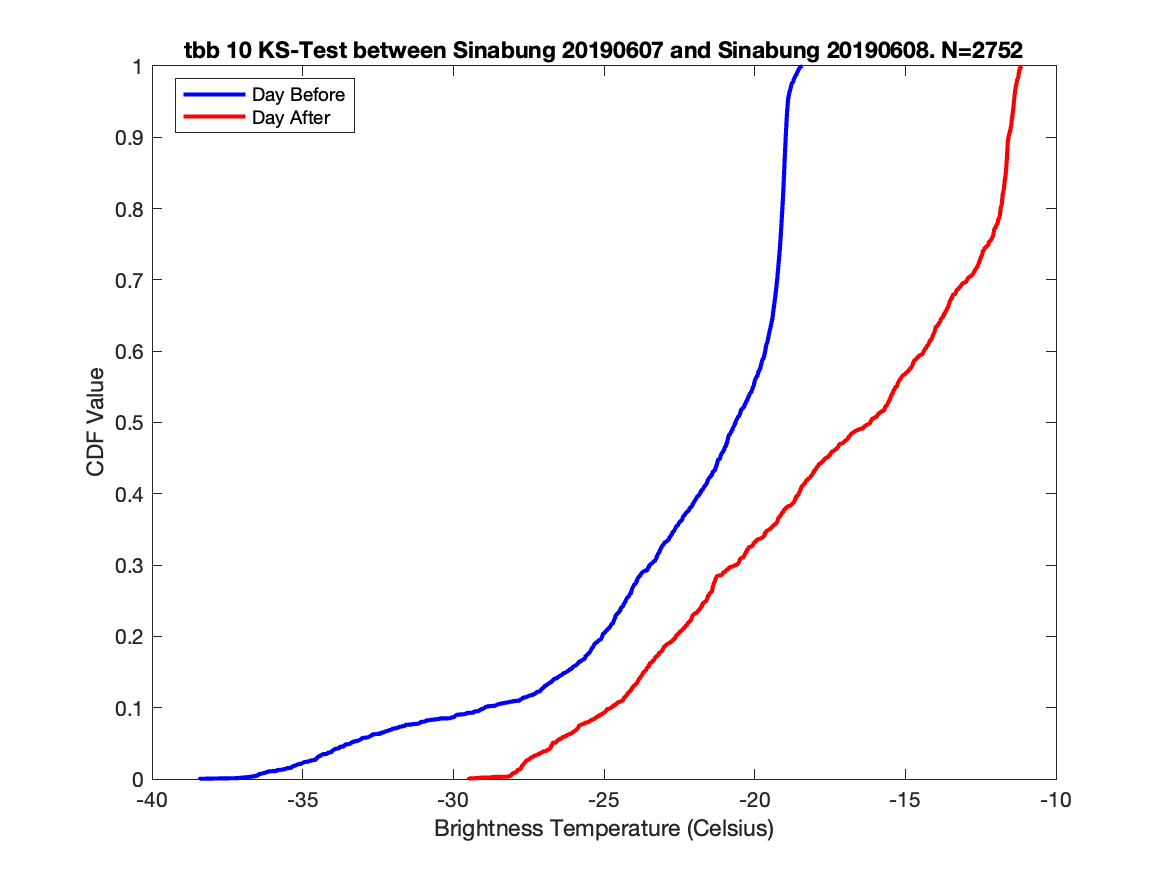 tbb 10 KS-Test between Sinabung 20190607 and Sinabung 20190608. N=2752
Day Before
Day After
1
0.9
0.8
0.7
0.6
0.5
0.4
0.3
0.2
0.1
0
CDF Value
-40 -35 -30 -25 -20 -15 -10
Brightness Temperature (Celsius)